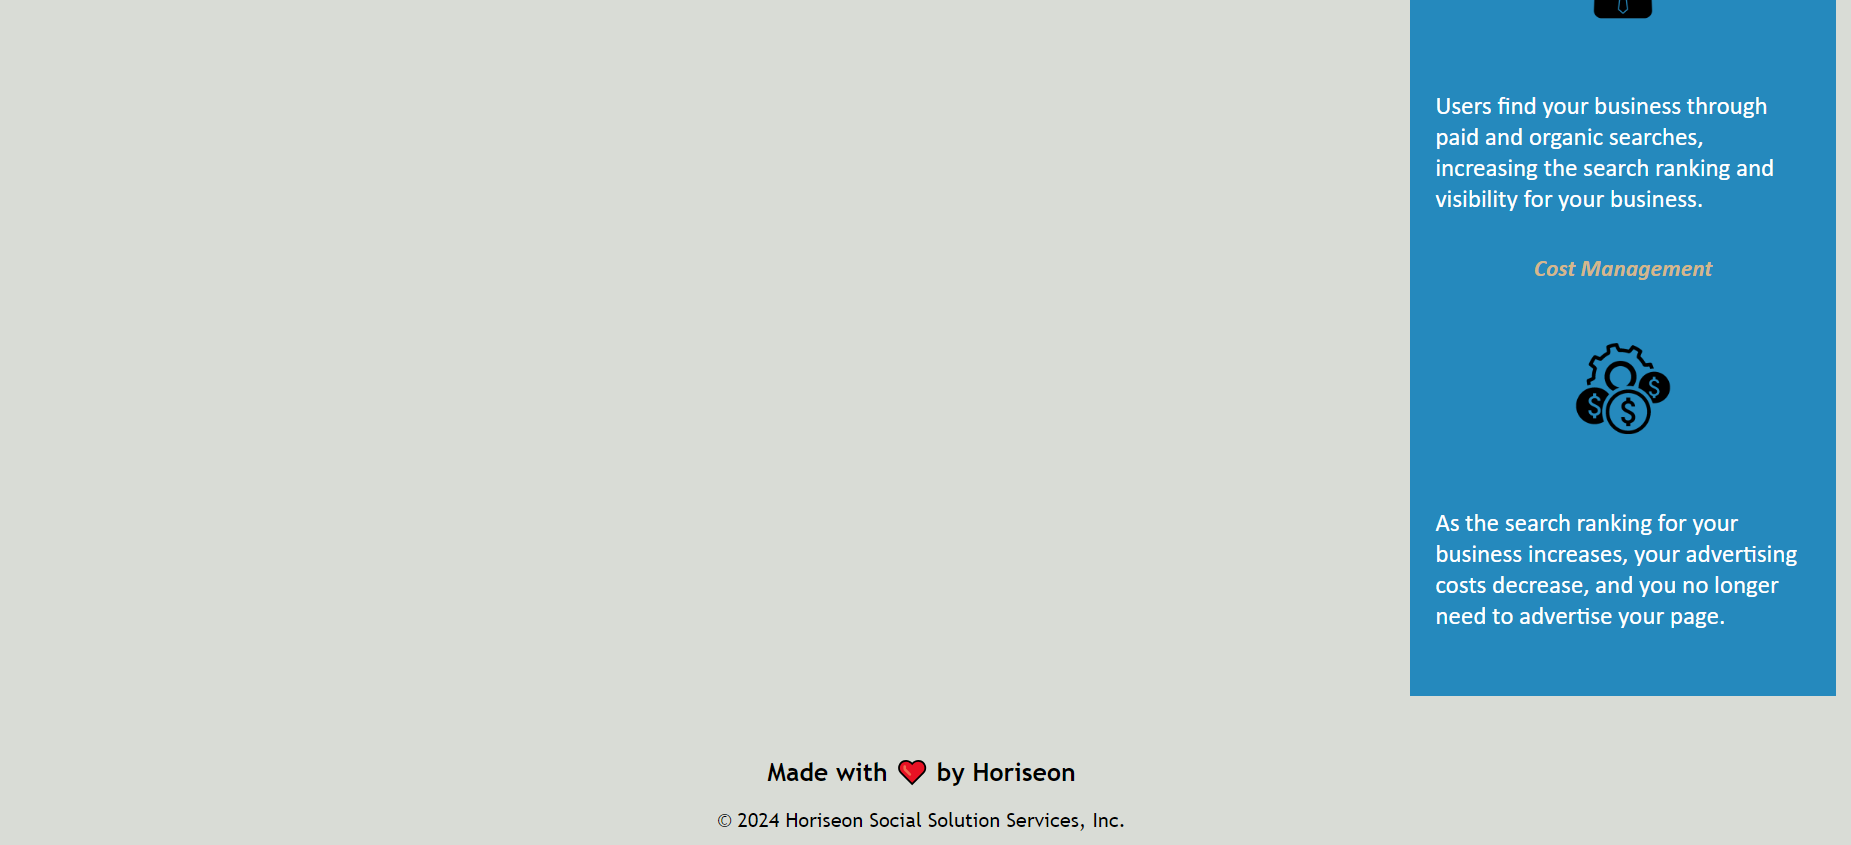 Users find your business through
paid and organic searches,
increasing the search ranking and
visibility for your business.
Cost Management
$ $ $
As the search ranking for your
business increases, your advertising
costs decrease, and you no longer
need to advertise your page.
Made with ❤️ by Horiseon
© 2024 Horiseon Social Solution Services, Inc.